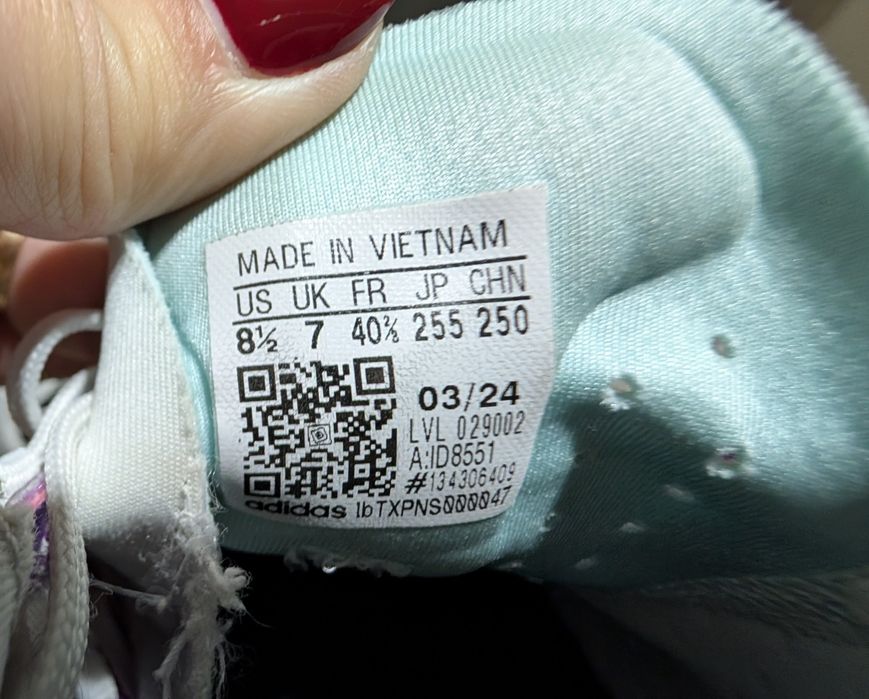 MADE IN VIETNAM
US UK FR JP CHN
8½ 7 40⅔ 255 250
03/24
LVL 029002
A:ID8551
#134306409
adidas 1bTXPNS000047